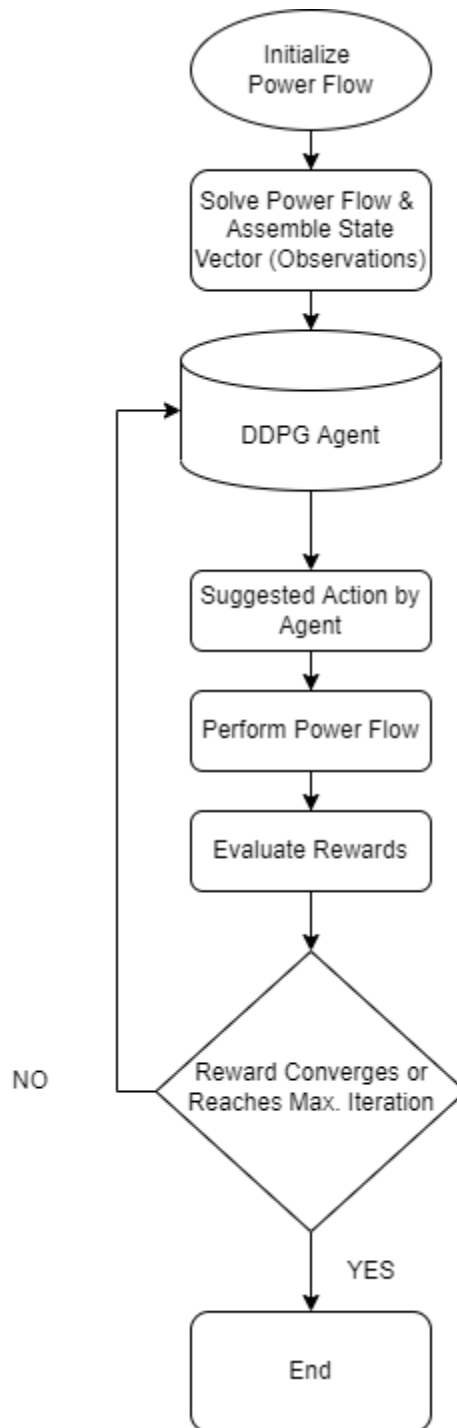 Initialize
Power Flow
Solve Power Flow &
Assemble State
Vector (Observations)
DDPG Agent
Suggested Action by
Agent
Perform Power Flow
Evaluate Rewards
Reward Converges or
Reaches Max. Iteration
NO
YES
End